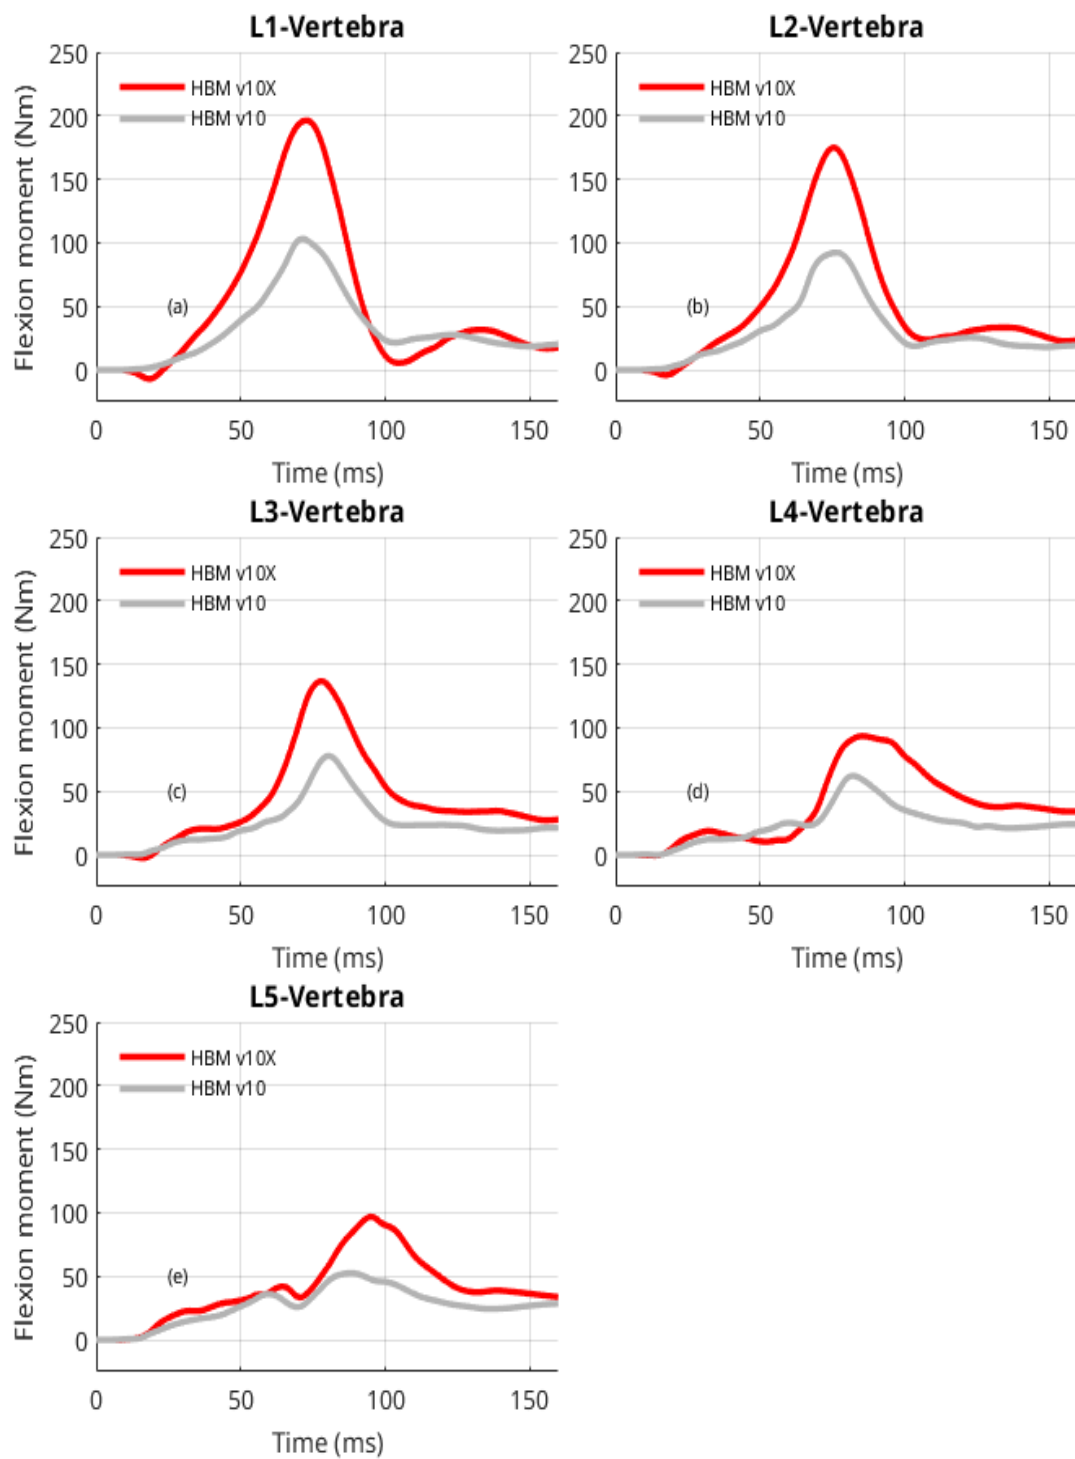 L1-Vertebra
250
200
150
100
50
0
Flexion moment (Nm)
HBM v10X
HBM v10
(a)
0 50 100 150
Time (ms)
L2-Vertebra
250
200
150
100
50
0
HBM v10X
HBM v10
(b)
0 50 100 150
Time (ms)
L3-Vertebra
250
200
150
100
50
0
Flexion moment (Nm)
HBM v10X
HBM v10
(c)
0 50 100 150
Time (ms)
L4-Vertebra
250
200
150
100
50
0
HBM v10X
HBM v10
(d)
0 50 100 150
Time (ms)
L5-Vertebra
250
200
150
100
50
0
Flexion moment (Nm)
HBM v10X
HBM v10
(e)
0 50 100 150
Time (ms)